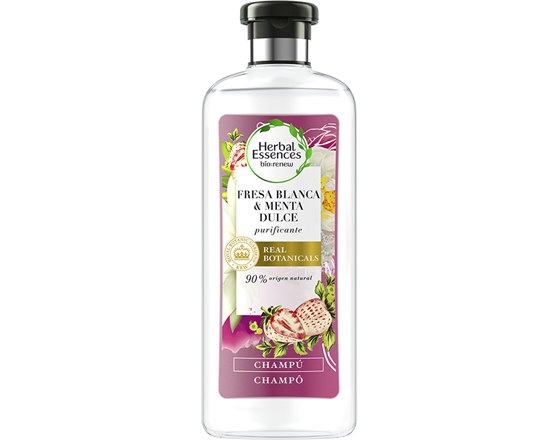 Herbal
Essences
bio:renew
FRESA BLANCA
& MENTA
DULCE
purificante
REAL
BOTANICALS
90% origen natural
CHAMPÚ
CHAMPÔ